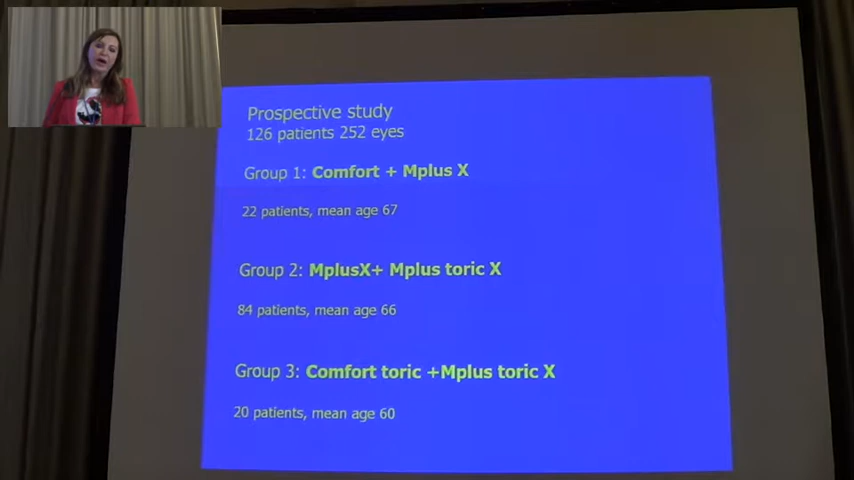 Prospective study
126 patients 252 eyes
Group 1: Comfort + Mplus X
22 patients, mean age 67
Group 2: MplusX+ Mplus toric X
84 patients, mean age 66
Group 3: Comfort toric +Mplus toric X
20 patients, mean age 60